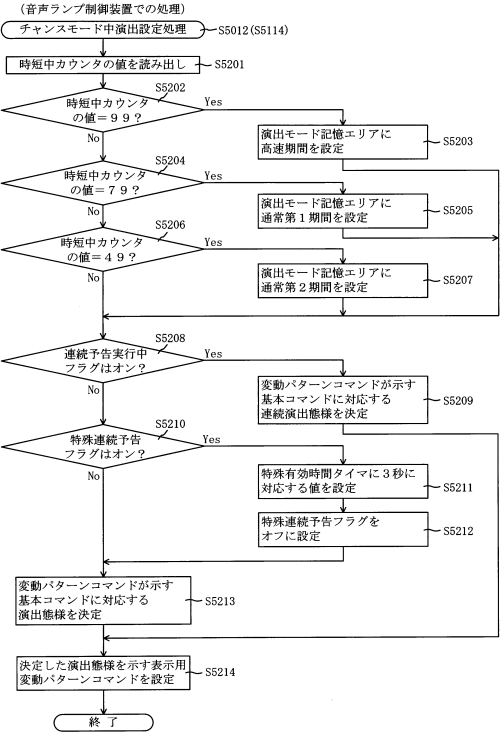 （音声ランプ制御装置での処理）
チャンスモード中演出設定処理
S5012(S5114)
時短中カウンタの値を読み出し
S5201
S5202
時短中カウンタ
の値＝９９？
Yes
No
演出モード記憶エリアに
高速期間を設定
S5203
S5204
時短中カウンタ
の値＝７９？
Yes
No
演出モード記憶エリアに
通常第１期間を設定
S5205
S5206
時短中カウンタ
の値＝４９？
Yes
No
演出モード記憶エリアに
通常第２期間を設定
S5207
S5208
連続予告実行中
フラグはオン？
Yes
No
変動パターンコマンドが示す
基本コマンドに対応する
連続演出態様を決定
S5209
S5210
特殊連続予告
フラグはオン？
Yes
No
特殊有効時間タイマに３秒に
対応する値を設定
S5211
特殊連続予告フラグを
オフに設定
S5212
変動パターンコマンドが示す
基本コマンドに対応する
演出態様を決定
S5213
決定した演出態様を示す表示用
変動パターンコマンドを設定
S5214
終了